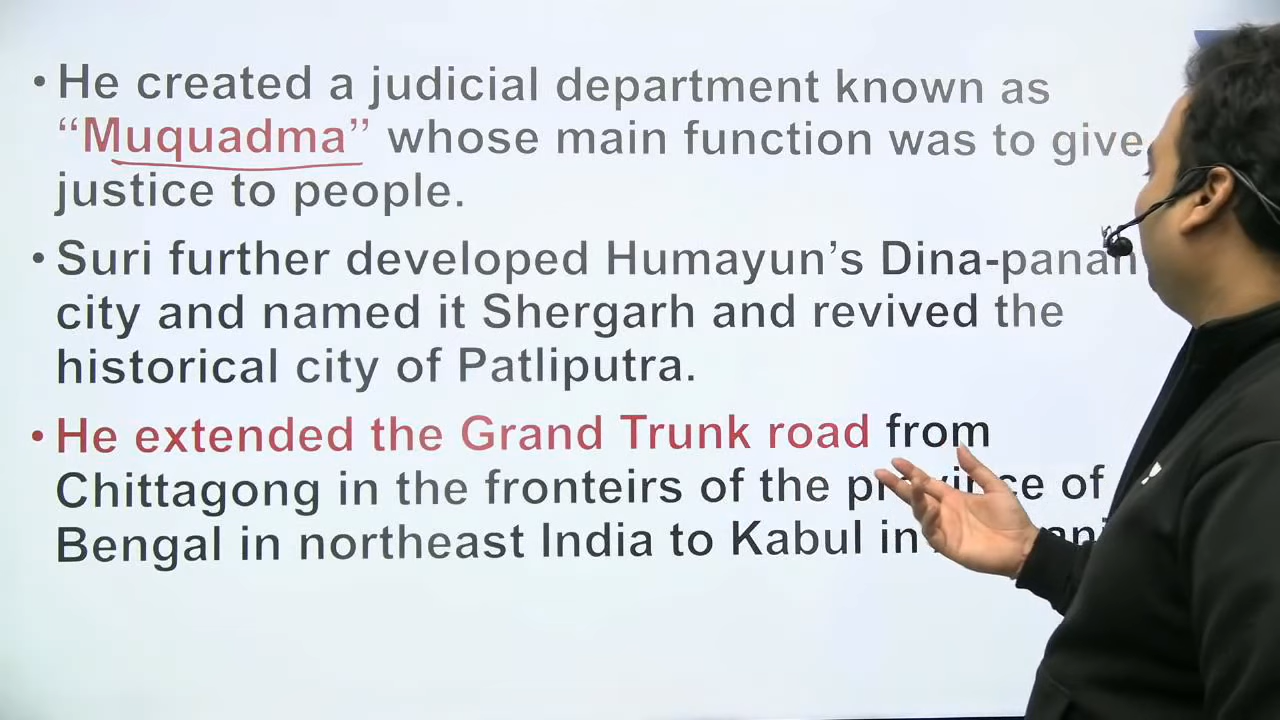 • He created a judicial department known as
“Muquadma” whose main function was to give
justice to people.
• Suri further developed Humayun’s Dina-panah
city and named it Shergarh and revived the
historical city of Patliputra.
• He extended the Grand Trunk road from
Chittagong in the fronteirs of the province of
Bengal in northeast India to Kabul in